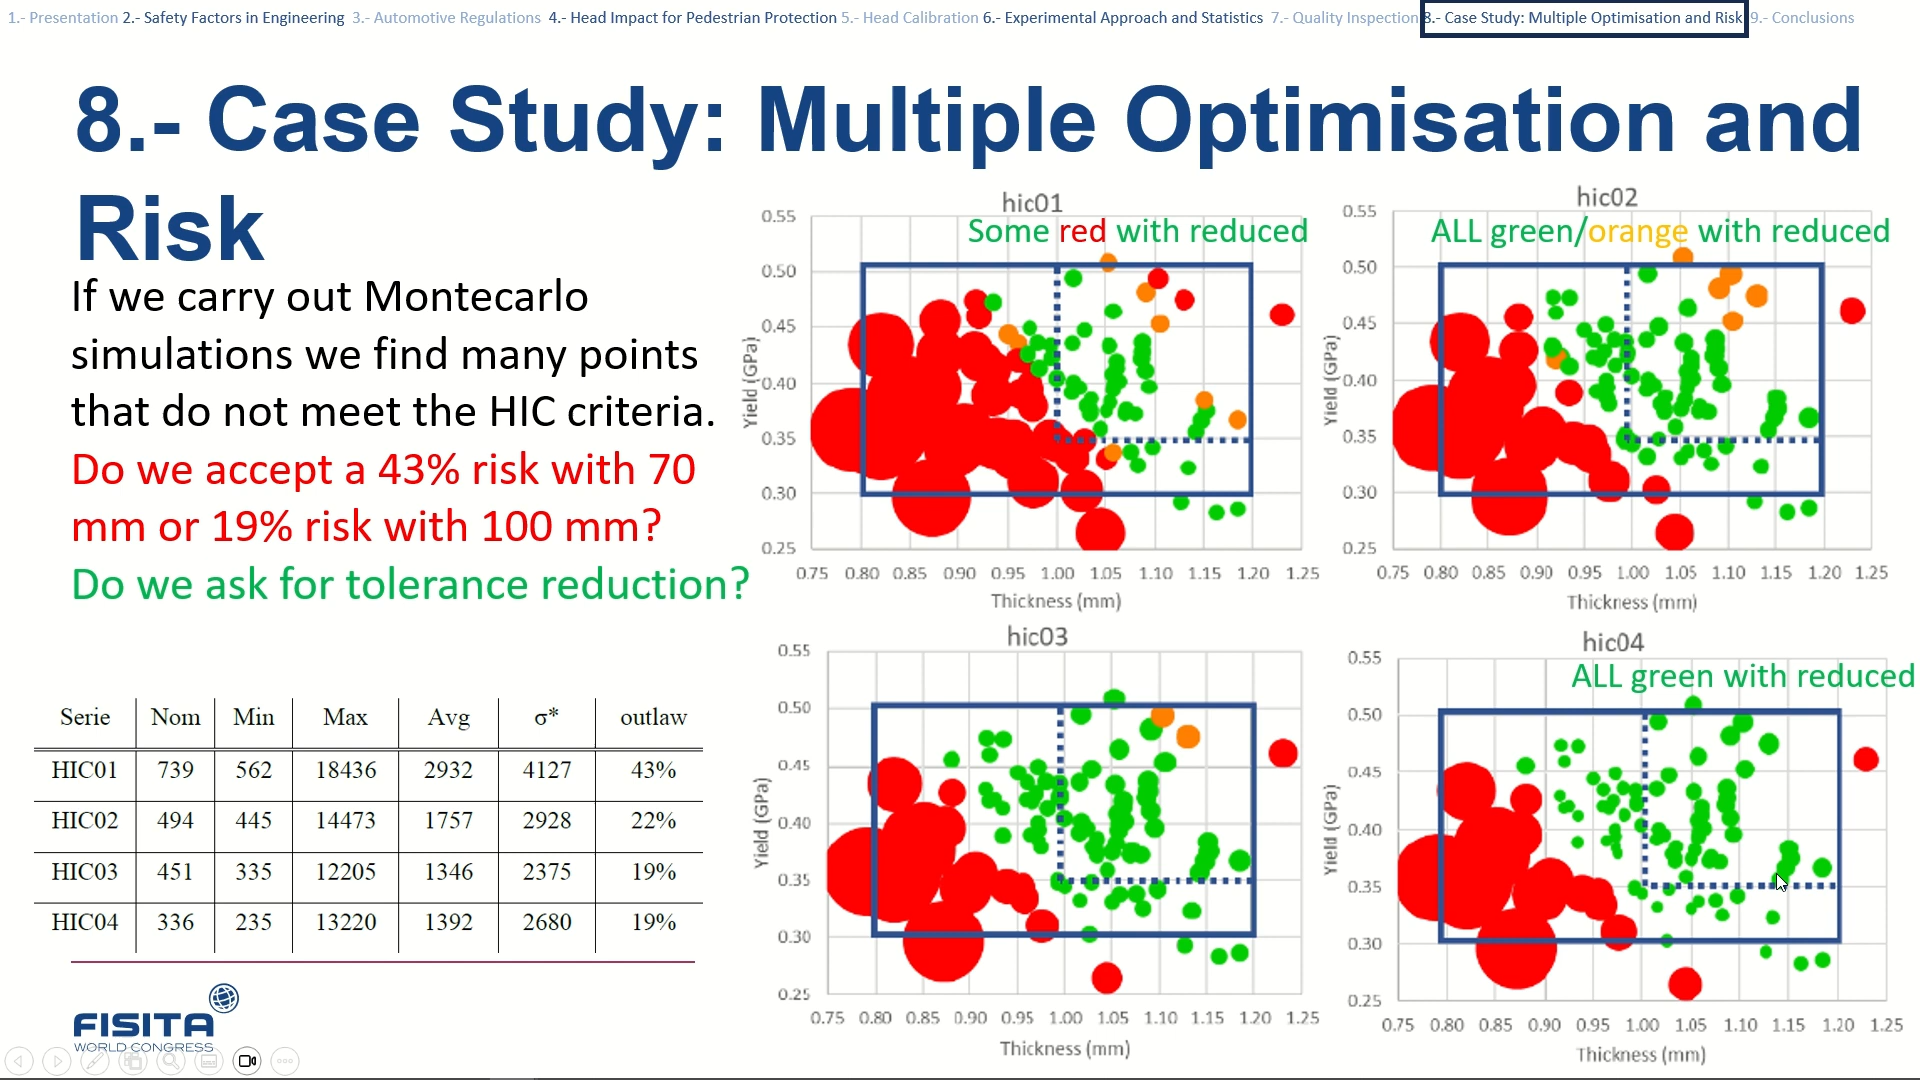 1.- Presentation 2.- Safety Factors in Engineering 3.- Automotive Regulations 4.- Head Impact for Pedestrian Protection 5.- Head Calibration 6.- Experimental Approach and Statistics 7.- Quality Inspection 8.- Case Study: Multiple Optimisation and Risk 9.- Conclusions
8.- Case Study: Multiple Optimisation and
Risk
If we carry out Montecarlo
simulations we find many points
that do not meet the HIC criteria.
Do we accept a 43% risk with 70
mm or 19% risk with 100 mm?
Do we ask for tolerance reduction?
Serie Nom Min Max Avg σ* outlaw
HIC01 739 562 18436 2932 4127 43%
HIC02 494 445 14473 1757 2928 22%
HIC03 451 335 12205 1346 2375 19%
HIC04 336 235 13220 1392 2680 19%
FISITA
WORLD CONGRESS
hic01
Some red with reduced
Yield (GPa)
0.55
0.50
0.45
0.40
0.35
0.30
0.25
0.75 0.80 0.85 0.90 0.95 1.00 1.05 1.10 1.15 1.20 1.25
Thickness (mm)
hic02
ALL green/orange with reduced
Yield (GPa)
0.55
0.50
0.45
0.40
0.35
0.30
0.25
0.75 0.80 0.85 0.90 0.95 1.00 1.05 1.10 1.15 1.20 1.25
Thickness (mm)
hic03
Yield (GPa)
0.55
0.50
0.45
0.40
0.35
0.30
0.25
0.75 0.80 0.85 0.90 0.95 1.00 1.05 1.10 1.15 1.20 1.25
Thickness (mm)
hic04
ALL green with reduced
Yield (GPa)
0.55
0.50
0.45
0.40
0.35
0.30
0.25
0.75 0.80 0.85 0.90 0.95 1.00 1.05 1.10 1.15 1.20 1.25
Thickness (mm)